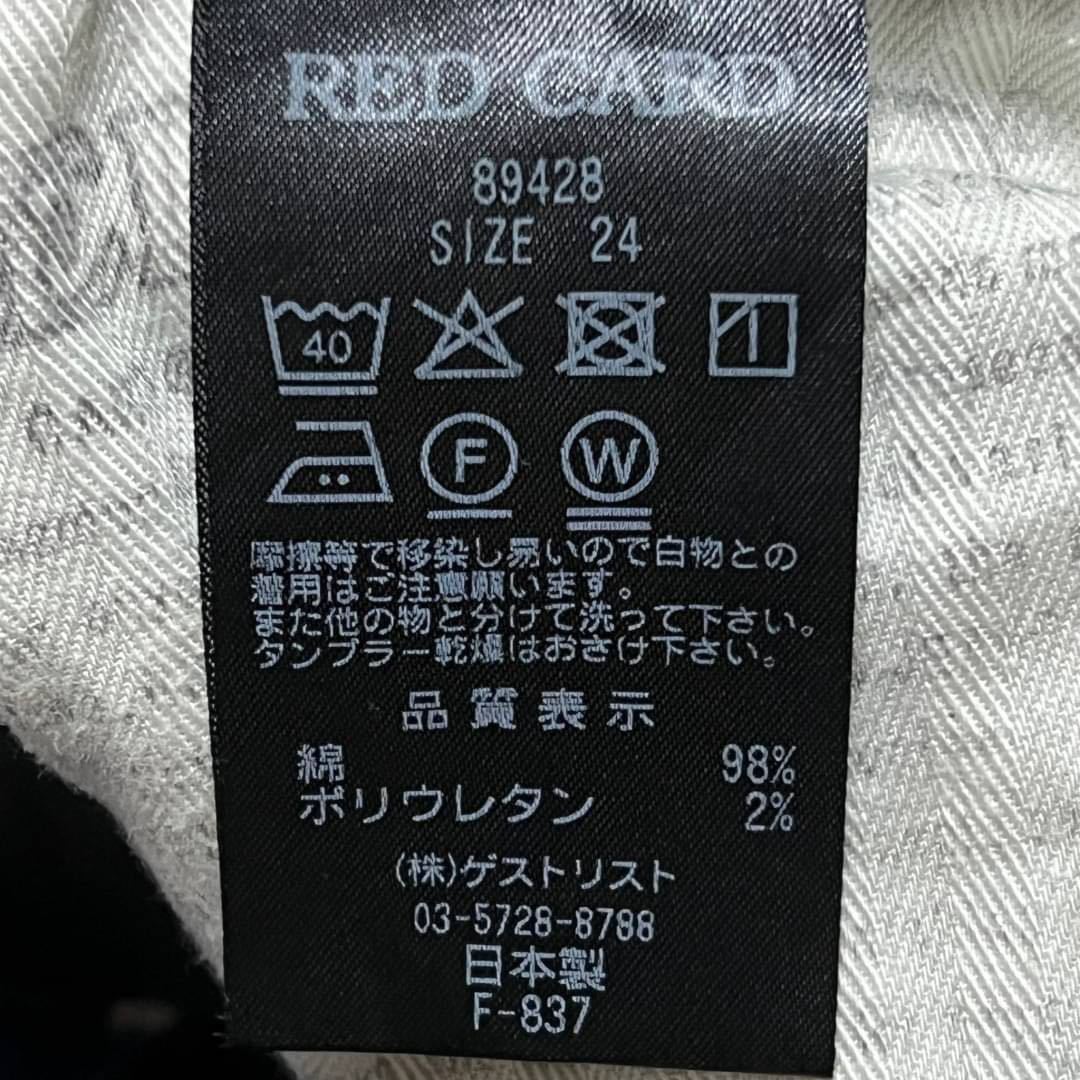 RED CARD
89428
SIZE 24
40
F W
摩擦等で移染し易いので白物との
着用はご注意願います。
また他の物と分けて洗って下さい。
タンブラー乾燥はおさけ下さい。
品質表示
綿 98%
ポリウレタン 2%
(株)ゲストリスト
03-5728-8788
日本製
F-837